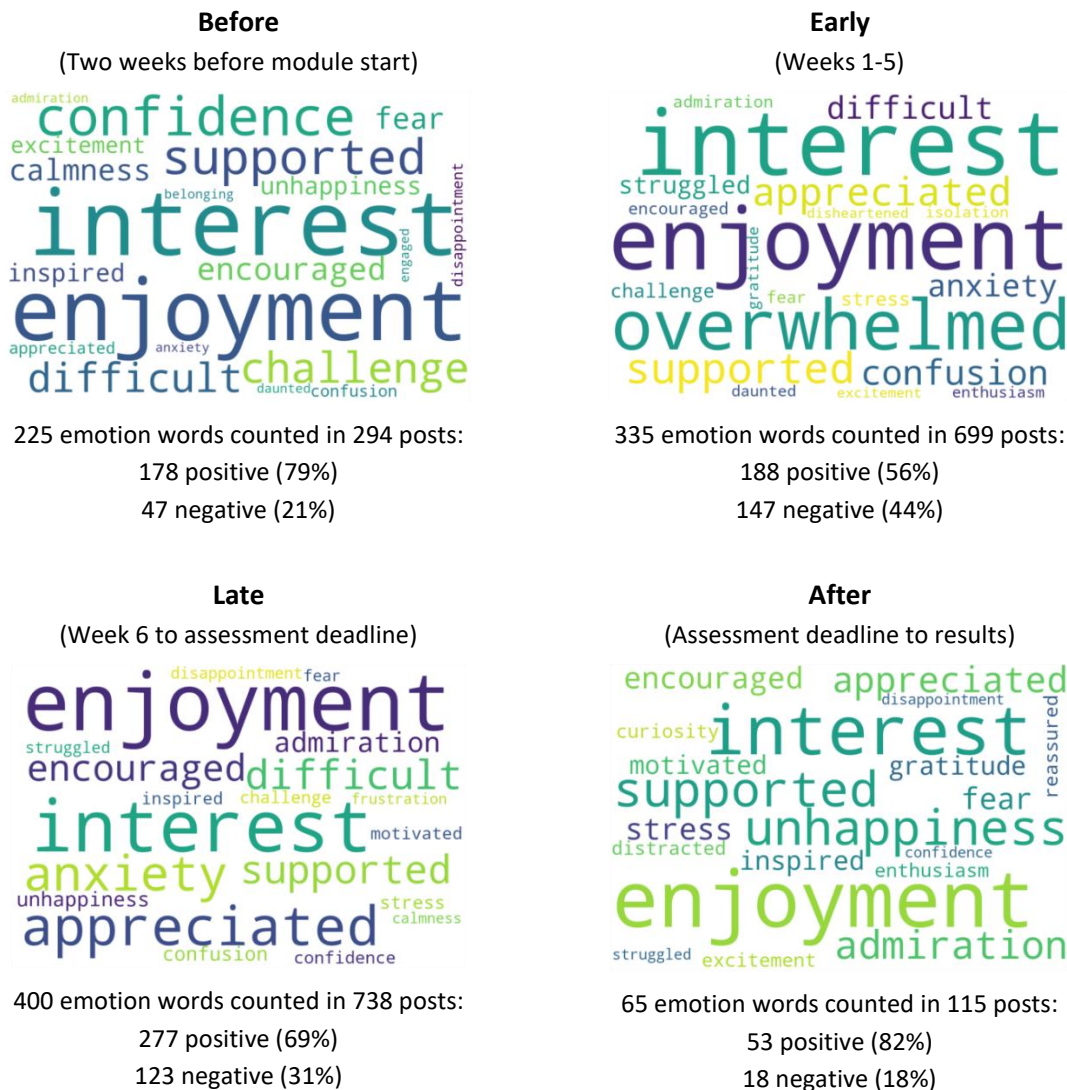 Before
(Two weeks before module start)
admiration
confidence
fear
excitement
supported
calmness
unhappiness
belonging
disappointment
interest
engaged
inspired
encouraged
enjoyment
appreciated
anxiety
difficult
challenge
daunted
confusion
225 emotion words counted in 294 posts:
178 positive (79%)
47 negative (21%)
Early
(Weeks 1-5)
admiration
difficult
interest
struggled
appreciated
encouraged
disheartened
isolation
enjoyment
gratitude
challenge
fear
stress
anxiety
overwhelmed
supported
confusion
daunted
excitement
enthusiasm
335 emotion words counted in 699 posts:
188 positive (56%)
147 negative (44%)
Late
(Week 6 to assessment deadline)
disappointment
fear
enjoyment
struggled
admiration
encouraged
difficult
inspired
challenge
frustration
interest
motivated
anxiety
supported
unhappiness
stress
calmness
appreciated
confusion
confidence
400 emotion words counted in 738 posts:
277 positive (69%)
123 negative (31%)
After
(Assessment deadline to results)
encouraged
appreciated
disappointment
curiosity
interest
reassured
motivated
gratitude
supported
fear
stress
unhappiness
distracted
inspired
confidence
enthusiasm
enjoyment
admiration
struggled
excitement
65 emotion words counted in 115 posts:
53 positive (82%)
18 negative (18%)